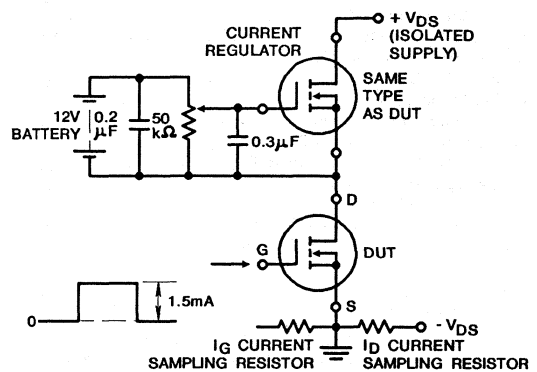 + VDS
(ISOLATED
SUPPLY)
CURRENT
REGULATOR
SAME
TYPE
AS DUT
12V
BATTERY
0.2
µF
50
kΩ
0.3µF
D
G
DUT
1.5mA
0
S
- VDS
IG CURRENT
SAMPLING RESISTOR
ID CURRENT
SAMPLING RESISTOR